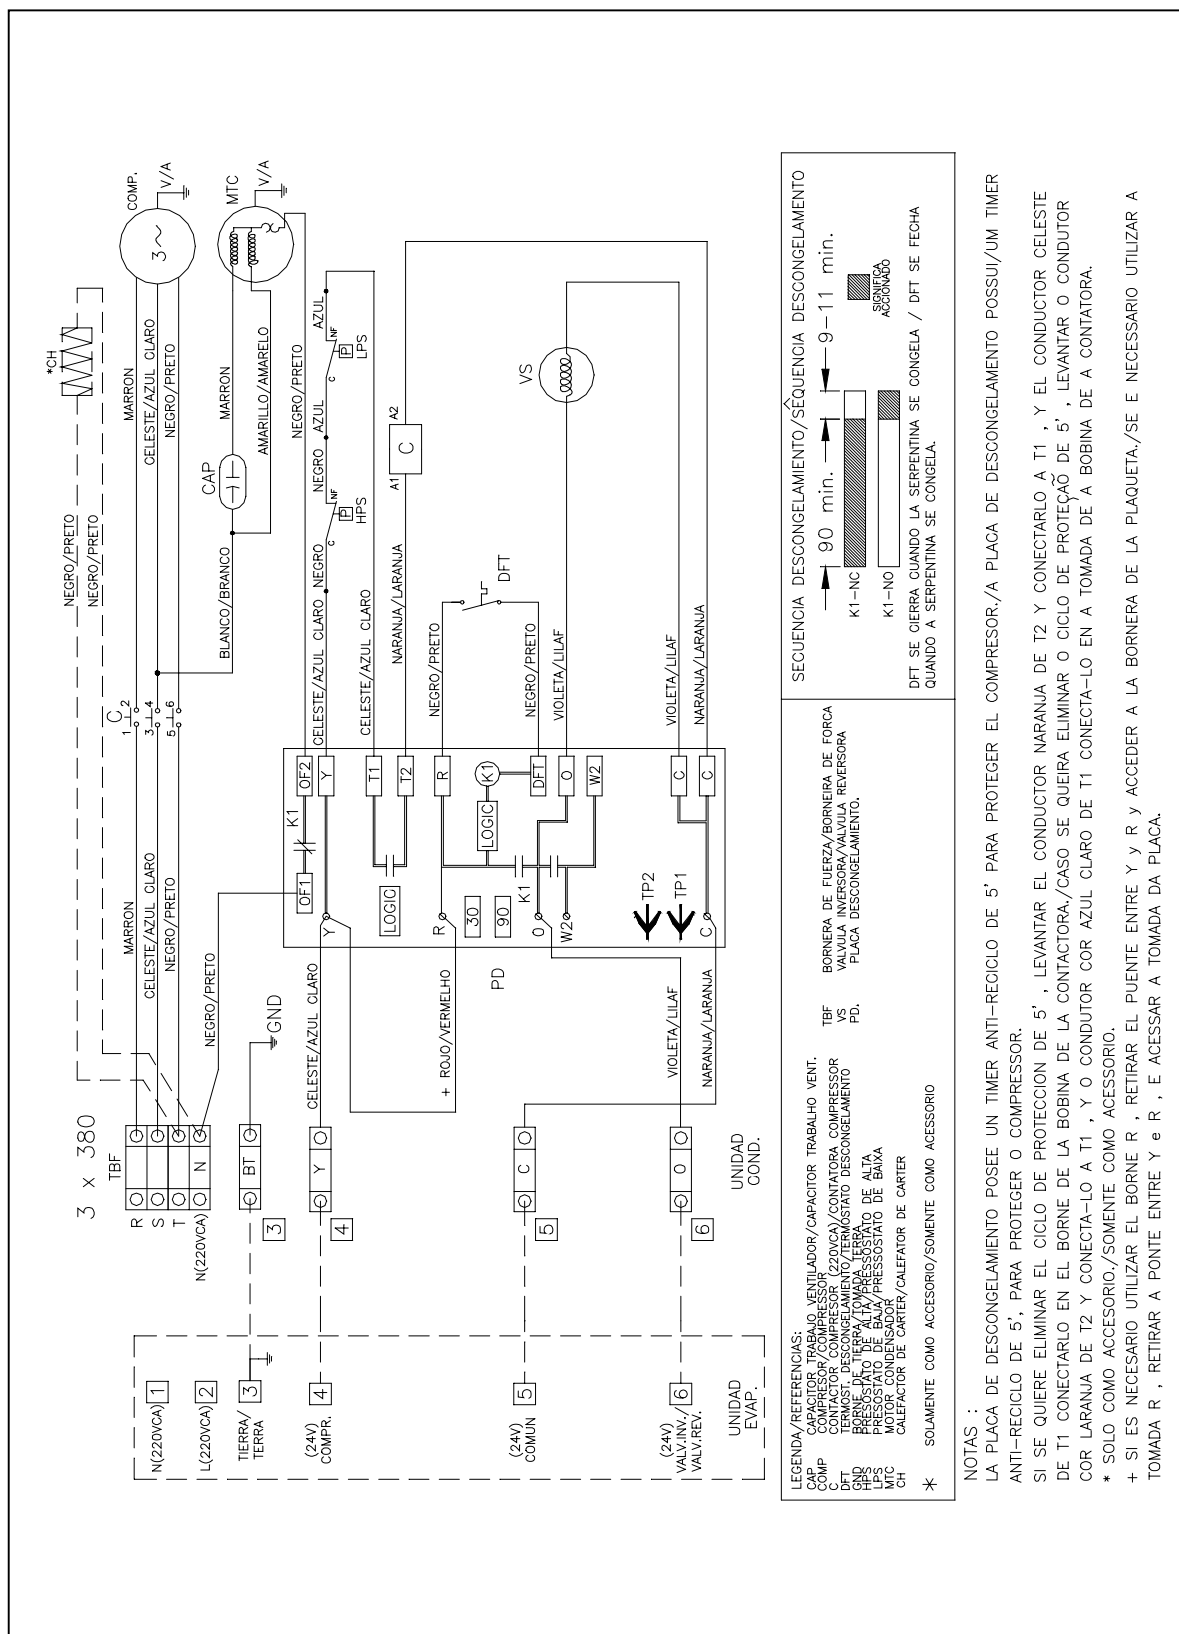 3 x 380
TBF
R
S
T
N
N(220VCA)
BT
GND
3
MARRON
CELESTE/AZUL CLARO
NEGRO/PRETO
NEGRO/PRETO
C
1
2
3
4
5
6
NEGRO/PRETO
NEGRO/PRETO
*CH
MARRON
CELESTE/AZUL CLARO
NEGRO/PRETO
COMP.
3~
V/A
BLANCO/BRANCO
CAP
MARRON
AMARILLO/AMARELO
MTC
V/A
NEGRO/PRETO
OF1
K1
OF2
Y
Y
CELESTE/AZUL CLARO
NEGRO
C
NF
P
HPS
NEGRO
AZUL
C
NF
P
LPS
AZUL
LOGIC
T1
T2
CELESTE/AZUL CLARO
NARANJA/LARANJA
A1
C
A2
R
R
LOGIC
K1
NEGRO/PRETO
DFT
DFT
NEGRO/PRETO
30
90
K1
O
O
VIOLETA/LILAF
VS
W2
W2
TP2
TP1
C
C
C
VIOLETA/LILAF
NARANJA/LARANJA
PD
Y
4
CELESTE/AZUL CLARO
+ ROJO/VERMELHO
C
5
NARANJA/LARANJA
O
6
VIOLETA/LILAF
UNIDAD
COND.
N(220VCA)
1
L(220VCA)
2
TIERRA/
TERRA
3
(24V)
COMPR.
4
(24V)
COMUN
5
(24V)
VALV.INV./
VALV.REV.
6
UNIDAD
EVAP.
LEGENDA/REFERENCIAS:
CAP CAPACITOR TRABAJO VENTILADOR/CAPACITOR TRABALHO VENT.
COMP COMPRESOR/COMPRESSOR
C CONTACTOR COMPRESOR (220VCA)/CONTATORA COMPRESSOR
DFT TERMOST. DESCONGELAMIENTO/TERMOSTATO DESCONGELAMENTO
GND BORNE DE TIERRA/TOMADA TERRA
HPS PRESOSTATO DE ALTA/PRESSOSTATO DE ALTA
LPS PRESOSTATO DE BAJA/PRESSOSTATO DE BAIXA
MTC MOTOR CONDENSADOR
CH CALEFACTOR DE CARTER/CALEFATOR DE CARTER
* SOLAMENTE COMO ACCESORIO/SOMENTE COMO ACESSORIO
TBF BORNERA DE FUERZA/BORNEIRA DE FORCA
VS VALVULA INVERSORA/VALVULA REVERSORA
PD. PLACA DESCONGELAMIENTO.
SECUENCIA DESCONGELAMIENTO/SEQUENCIA DESCONGELAMENTO
90 min.
9-11 min.
K1-NC
K1-NO
SIGNIFICA
ACCIONADO
DFT SE CIERRA CUANDO LA SERPENTINA SE CONGELA / DFT SE FECHA
QUANDO A SERPENTINA SE CONGELA.
NOTAS :
LA PLACA DE DESCONGELAMIENTO POSEE UN TIMER ANTI-RECICLO DE 5' PARA PROTEGER EL COMPRESOR./A PLACA DE DESCONGELAMENTO POSSUI/UM TIMER
ANTI-RECICLO DE 5', PARA PROTEGER O COMPRESSOR.
SI SE QUIERE ELIMINAR EL CICLO DE PROTECCION DE 5' , LEVANTAR EL CONDUCTOR NARANJA DE T2 Y CONECTARLO A T1 , Y EL CONDUCTOR CELESTE
DE T1 CONECTARLO EN EL BORNE DE LA BOBINA DE LA CONTACTORA./CASO SE QUEIRA ELIMINAR O CICLO DE PROTEÇÃO DE 5' , LEVANTAR O CONDUTOR
COR LARANJA DE T2 Y CONECTA-LO A T1 , Y O CONDUTOR COR AZUL CLARO DE T1 CONECTA-LO EN A TOMADA DE A BOBINA DE A CONTATORA.
* SOLO COMO ACCESORIO./SOMENTE COMO ACESSORIO.
+ SI ES NECESARIO UTILIZAR EL BORNE R , RETIRAR EL PUENTE ENTRE Y y R y ACCEDER A LA BORNERA DE LA PLAQUETA./SE E NECESSARIO UTILIZAR A
TOMADA R , RETIRAR A PONTE ENTRE Y e R , E ACESSAR A TOMADA DA PLACA.